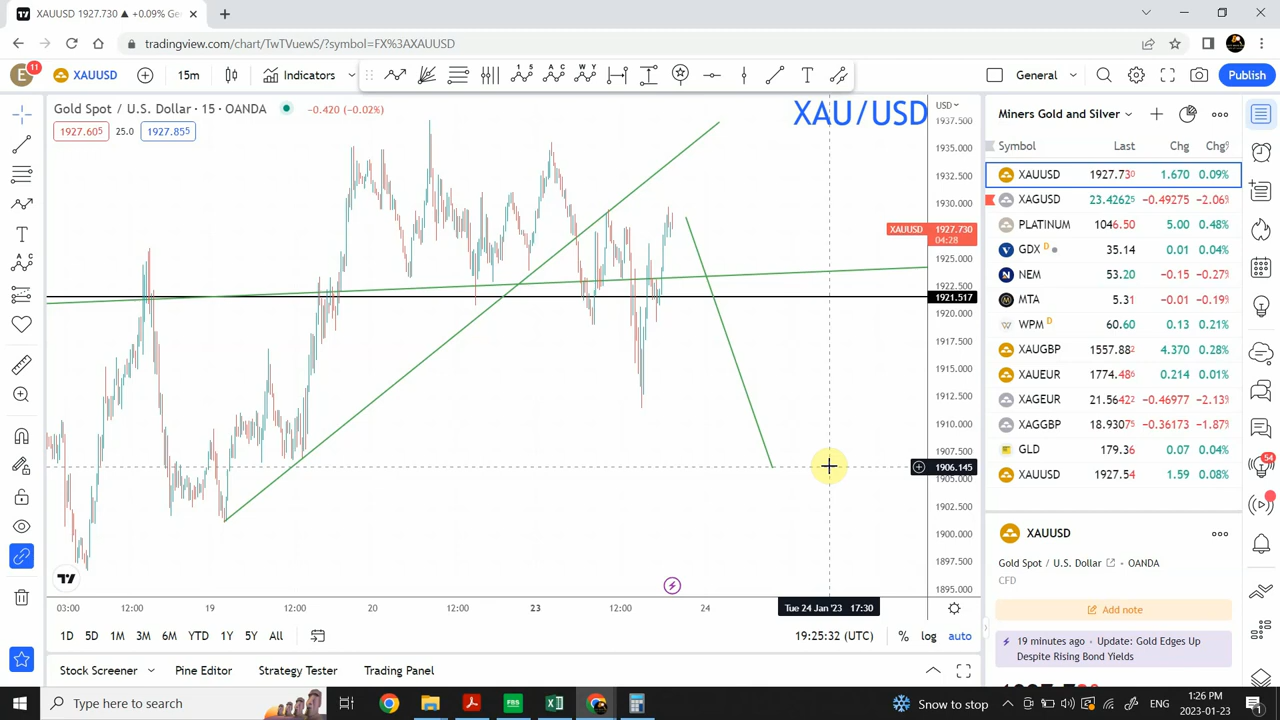 XAUUSD 1927.730 ▲ +0.09% Ge
tradingview.com/chart/TwTVuewS/?symbol=FX%3AXAUUSD
E 11 XAUUSD 15m Indicators General Publish
Gold Spot / U.S. Dollar · 15 · OANDA −0.420 (−0.02%)
1927.605 25.0 1927.855
XAU/USD
USD
1937.500
1935.000
1932.500
1930.000
XAUUSD 1927.730
04:28
1925.000
1922.500
1921.517
1920.000
1917.500
1915.000
1912.500
1910.000
1907.500
1906.145
1905.000
1902.500
1900.000
1897.500
1895.000
03:00 12:00 19 12:00 20 12:00 23 12:00 24 Tue 24 Jan '23 17:30
1D 5D 1M 3M 6M YTD 1Y 5Y All 19:25:32 (UTC) % log auto
Stock Screener Pine Editor Strategy Tester Trading Panel
Miners Gold and Silver
Symbol Last Chg Chg%
XAUUSD 1927.730 1.670 0.09%
XAGUSD 23.42625 −0.49275 −2.06%
PLATINUM 1046.50 5.00 0.48%
GDX D 35.14 0.01 0.04%
NEM 53.20 −0.15 −0.27%
MTA 5.31 −0.01 −0.19%
WPM D 60.60 0.13 0.21%
XAUGBP 1557.882 4.370 0.28%
XAUEUR 1774.486 0.214 0.01%
XAGEUR 21.56422 −0.46977 −2.13%
XAGGBP 18.93075 −0.36173 −1.87%
GLD 179.36 0.07 0.04%
XAUUSD 1927.54 1.59 0.08%
54
XAUUSD
Gold Spot / U.S. Dollar · OANDA
CFD
Add note
19 minutes ago · Update: Gold Edges Up
Despite Rising Bond Yields
Type here to search
FBS
Snow to stop
ENG
1:26 PM
2023-01-23
1